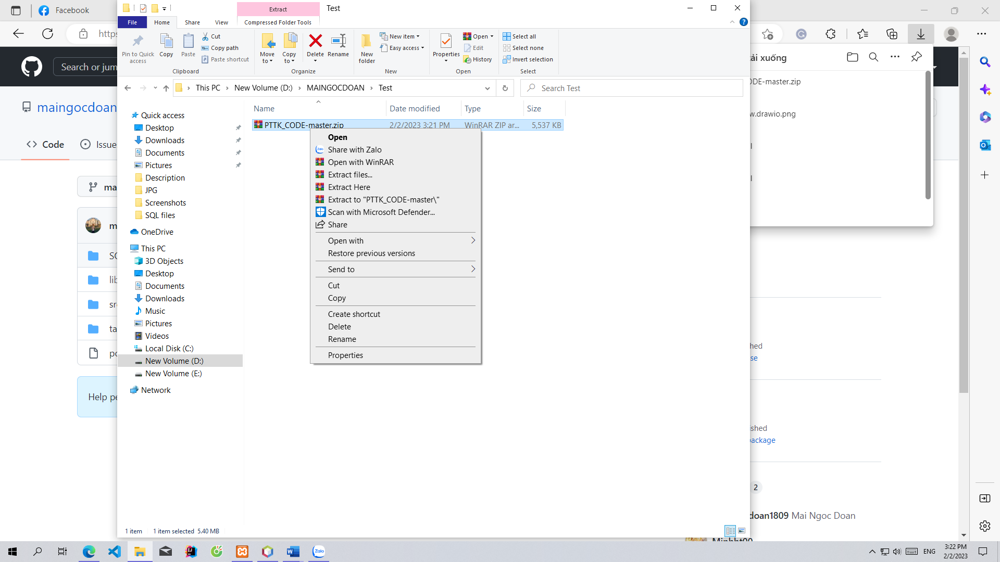 Facebook
Extract
Test
File
Home
Share
View
Compressed Folder Tools
Pin to Quick access
Copy
Paste
Cut
Copy path
Paste shortcut
Clipboard
Move to
Copy to
Delete
Rename
Organize
New folder
New item
Easy access
New
Properties
Open
Edit
History
Open
Select all
Select none
Invert selection
Select
https
Search or jum
This PC
New Volume (D:)
MAINGOCDOAN
Test
Search Test
tải xuống
ODE-master.zip
w.drawio.png
maingocdoan
Code
Issue
ma
m
SC
lib
src
ta
po
Help pe
Quick access
Desktop
Downloads
Documents
Pictures
Description
JPG
Screenshots
SQL files
OneDrive
This PC
3D Objects
Desktop
Documents
Downloads
Music
Pictures
Videos
Local Disk (C:)
New Volume (D:)
New Volume (E:)
Network
Name
Date modified
Type
Size
PTTK_CODE-master.zip
2/2/2023 3:21 PM
WinRAR ZIP ar...
5,537 KB
Open
Share with Zalo
Open with WinRAR
Extract files...
Extract Here
Extract to "PTTK_CODE-master\"
Scan with Microsoft Defender...
Share
Open with
Restore previous versions
Send to
Cut
Copy
Create shortcut
Delete
Rename
Properties
hed
se
ished
package
2
doan1809 Mai Ngoc Doan
1 item
1 item selected 5.40 MB
Zalo
ENG
3:22 PM
2/2/2023